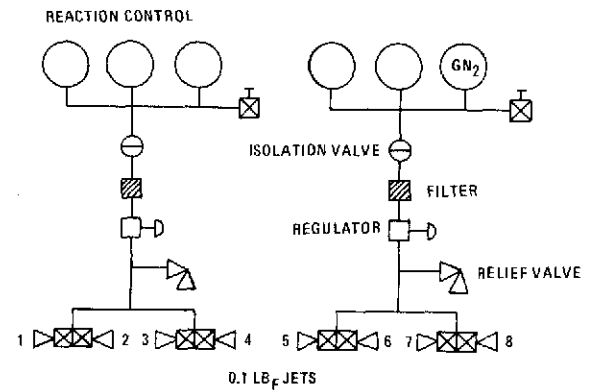 REACTION CONTROL
GN2
ISOLATION VALVE
FILTER
REGULATOR
RELIEF VALVE
1 2 3 4 5 6 7 8
0.1 LBF JETS